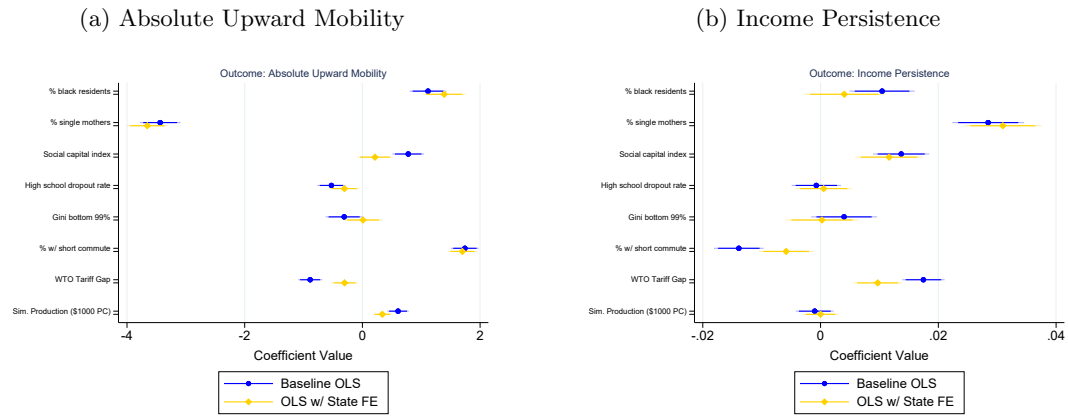 (a) Absolute Upward Mobility
Outcome: Absolute Upward Mobility
% black residents
% single mothers
Social capital index
High school dropout rate
Gini bottom 99%
% w/ short commute
WTO Tariff Gap
Sim. Production ($1000 PC)
-4 -2 0 2
Coefficient Value
Baseline OLS
OLS w/ State FE
(b) Income Persistence
Outcome: Income Persistence
% black residents
% single mothers
Social capital index
High school dropout rate
Gini bottom 99%
% w/ short commute
WTO Tariff Gap
Sim. Production ($1000 PC)
-.02 0 .02 .04
Coefficient Value
Baseline OLS
OLS w/ State FE